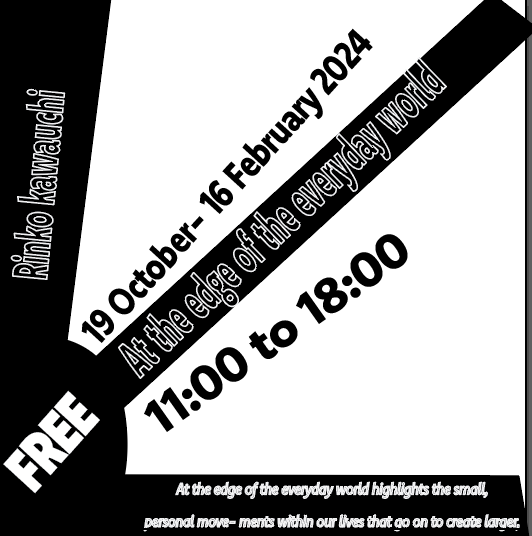 Rinko kawauchi
19 October- 16 February 2024
At the edge of the everyday world
11:00 to 18:00
FREE
At the edge of the everyday world highlights the small,
personal move- ments within our lives that go on to create larger,